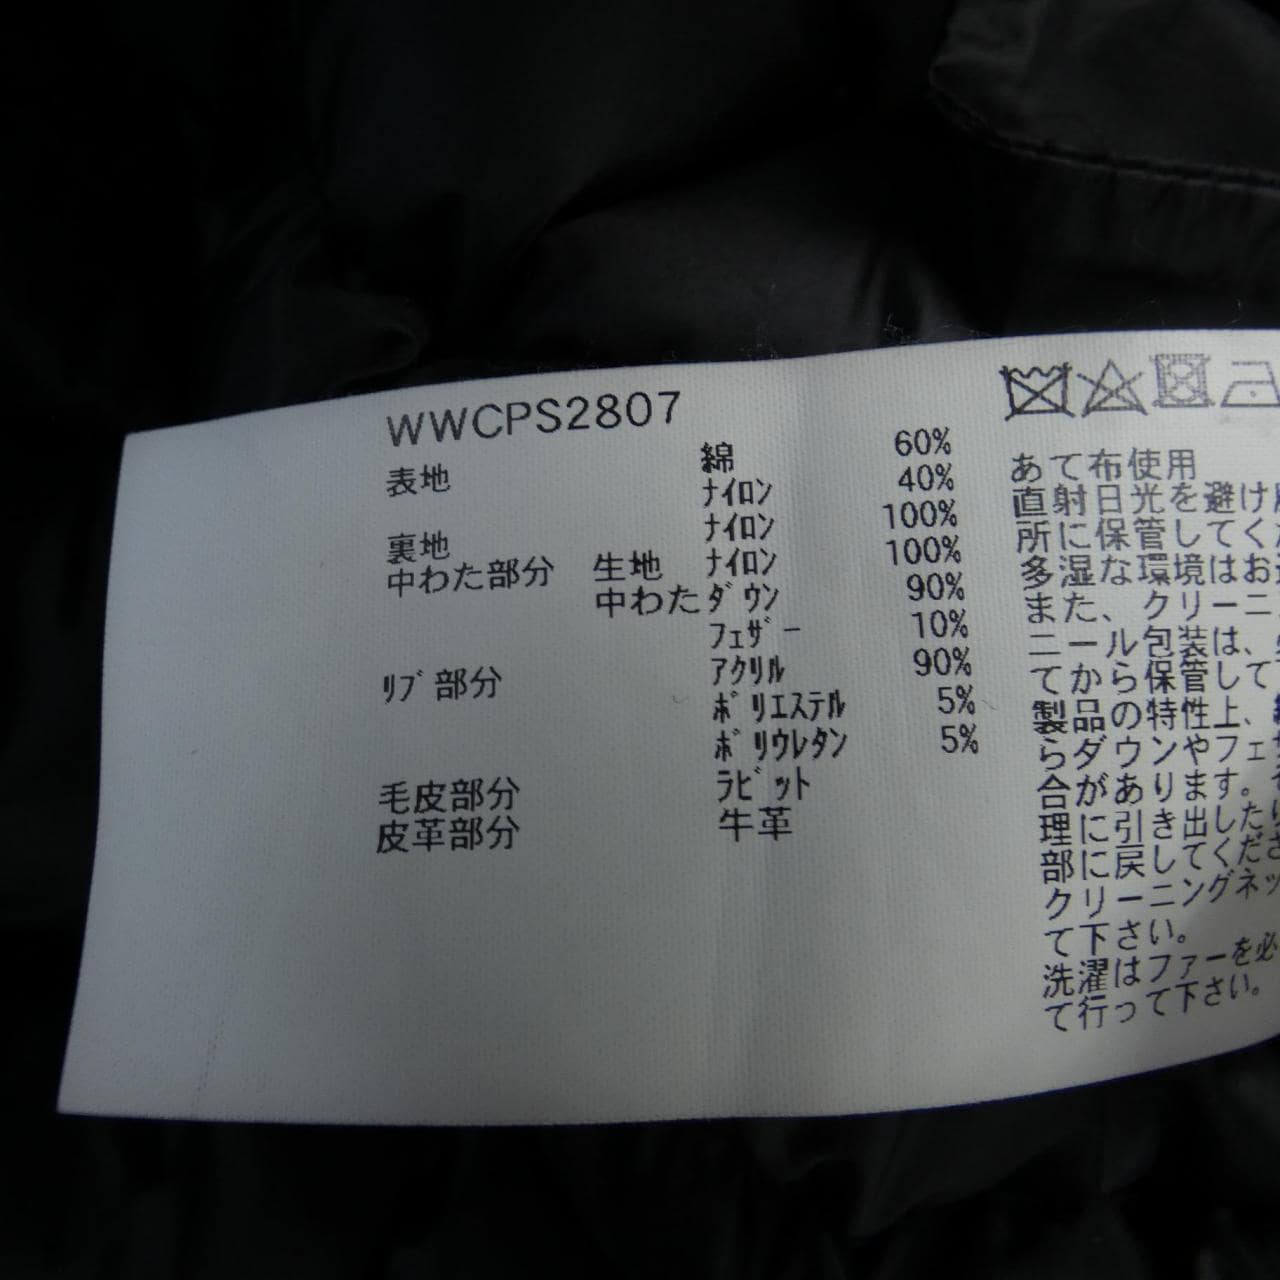 WWCPS2807
表地 綿 60%
ナイロン 40%
裏地 ナイロン 100%
中わた部分 生地 ナイロン 100%
中わた ダウン 90%
フェザー 10%
リブ部分 アクリル 90%
ポリエステル 5%
ポリウレタン 5%
毛皮部分 ラビット
皮革部分 牛革
あて布使用
直射日光を避け
所に保管してく
多湿な環境はお
また、クリーニ
ニール包装は、
てから保管して
製品の特性上、
らダウンやフェ
合があります。
理に引き出したり
部に戻してくださ
クリーニングネッ
て下さい。
洗濯はファーを必
て行って下さい。